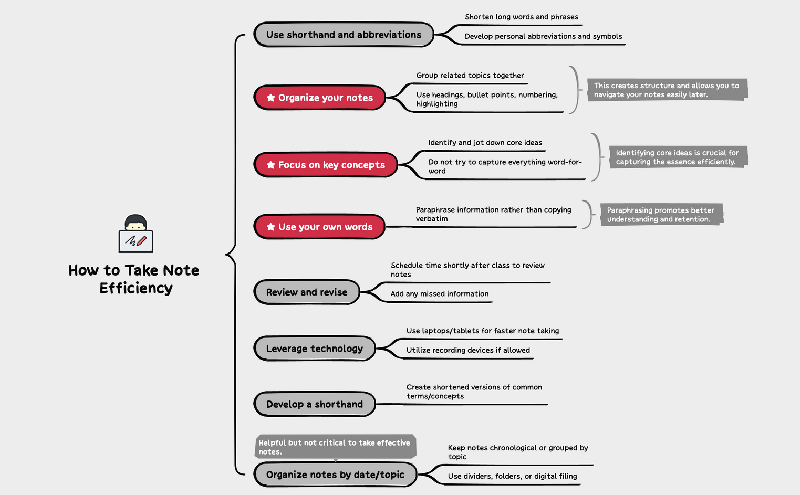 How to Take Note
Efficiency
Use shorthand and abbreviations
Shorten long words and phrases
Develop personal abbreviations and symbols
Organize your notes
Group related topics together
Use headings, bullet points, numbering,
highlighting
This creates structure and allows you to
navigate your notes easily later.
Focus on key concepts
Identify and jot down core ideas
Do not try to capture everything word-for-
word
Identifying core ideas is crucial for
capturing the essence efficiently.
Use your own words
Paraphrase information rather than copying
verbatim
Paraphrasing promotes better
understanding and retention.
Review and revise
Schedule time shortly after class to review
notes
Add any missed information
Leverage technology
Use laptops/tablets for faster note taking
Utilize recording devices if allowed
Develop a shorthand
Create shortened versions of common
terms/concepts
Helpful but not critical to take effective
notes.
Organize notes by date/topic
Keep notes chronological or grouped by
topic
Use dividers, folders, or digital filing